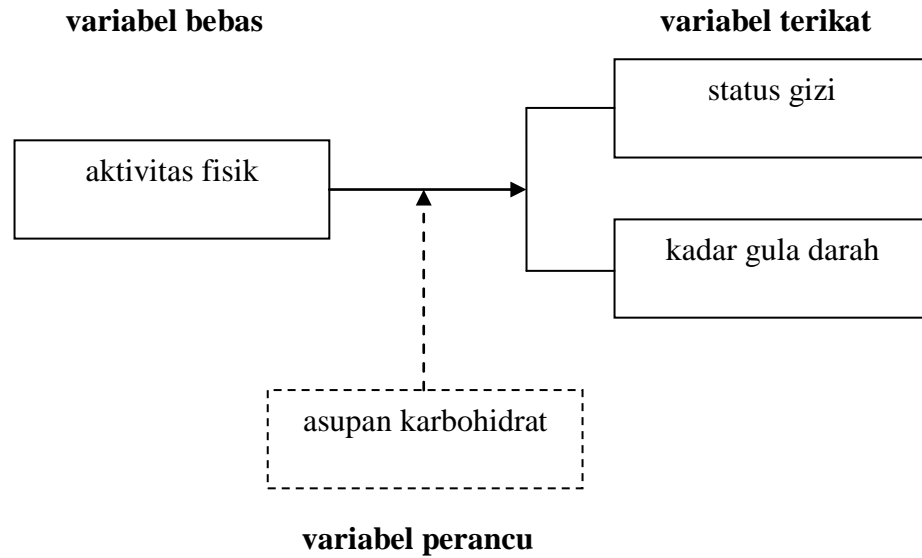 variabel bebas
variabel terikat
status gizi
aktivitas fisik
kadar gula darah
asupan karbohidrat
variabel perancu